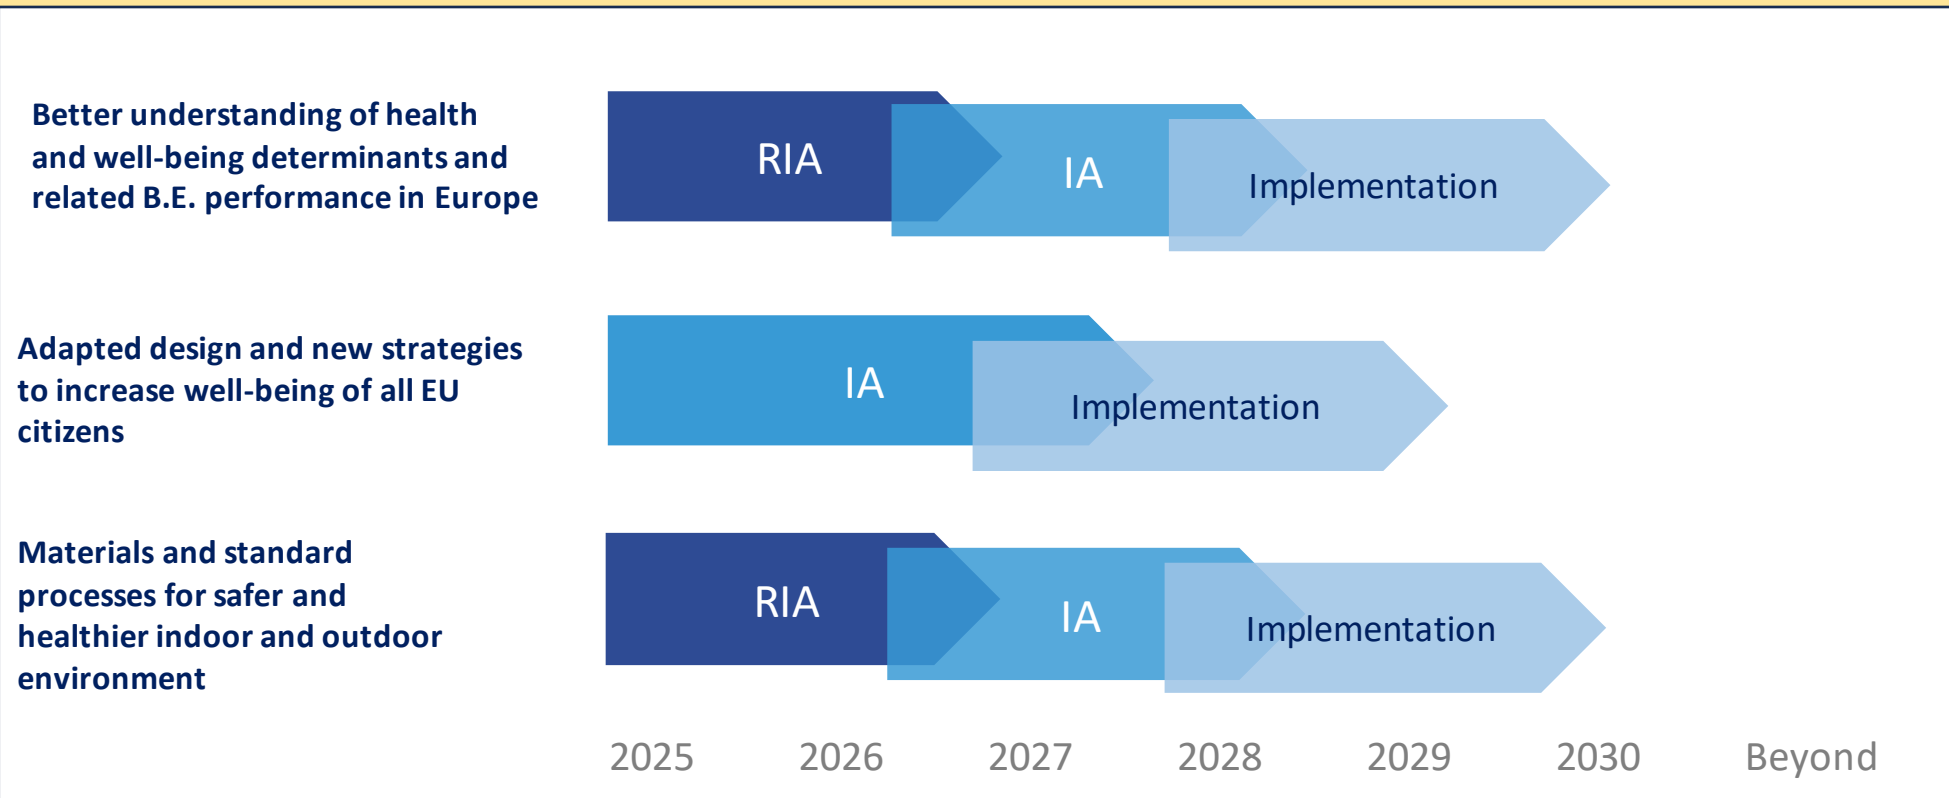 Better understanding of health
and well-being determinants and
related B.E. performance in Europe
RIA
IA
Implementation
Adapted design and new strategies
to increase well-being of all EU
citizens
IA
Implementation
Materials and standard
processes for safer and
healthier indoor and outdoor
environment
RIA
IA
Implementation
2025 2026 2027 2028 2029 2030 Beyond